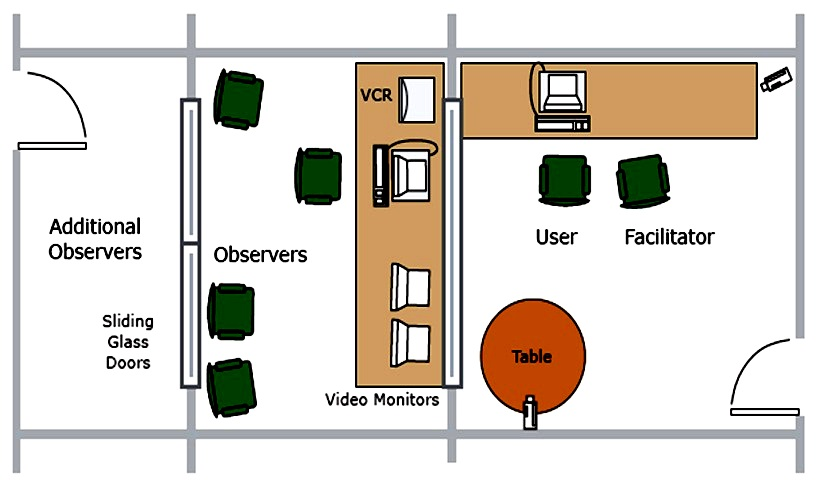 VCR
Additional
Observers
Observers
Sliding
Glass
Doors
Video Monitors
User
Facilitator
Table